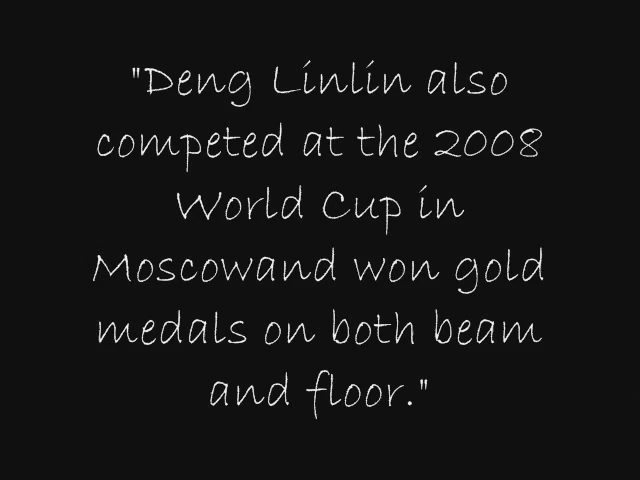 "Deng Linlin also
competed at the 2008
World Cup in
Moscowand won gold
medals on both beam
and floor."